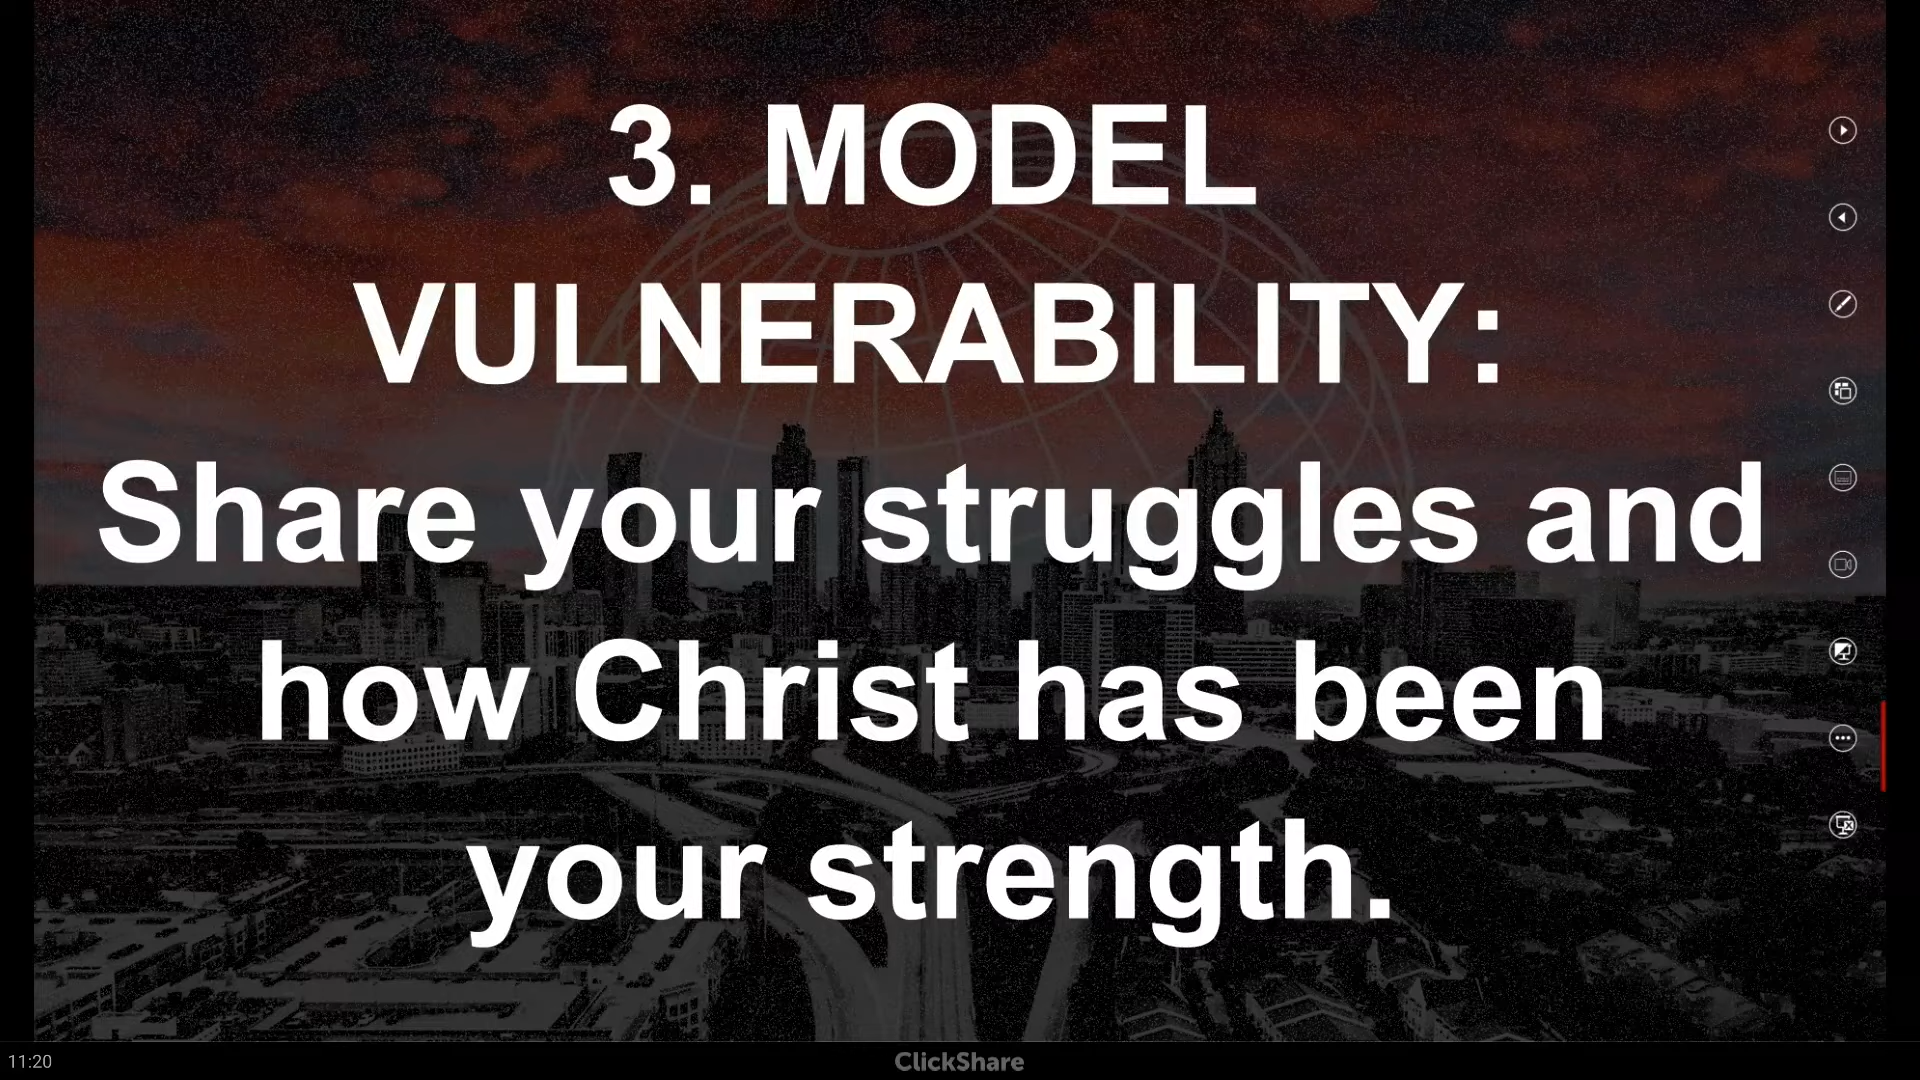 3. MODEL
VULNERABILITY:
Share your struggles and
how Christ has been
your strength.
11:20
ClickShare